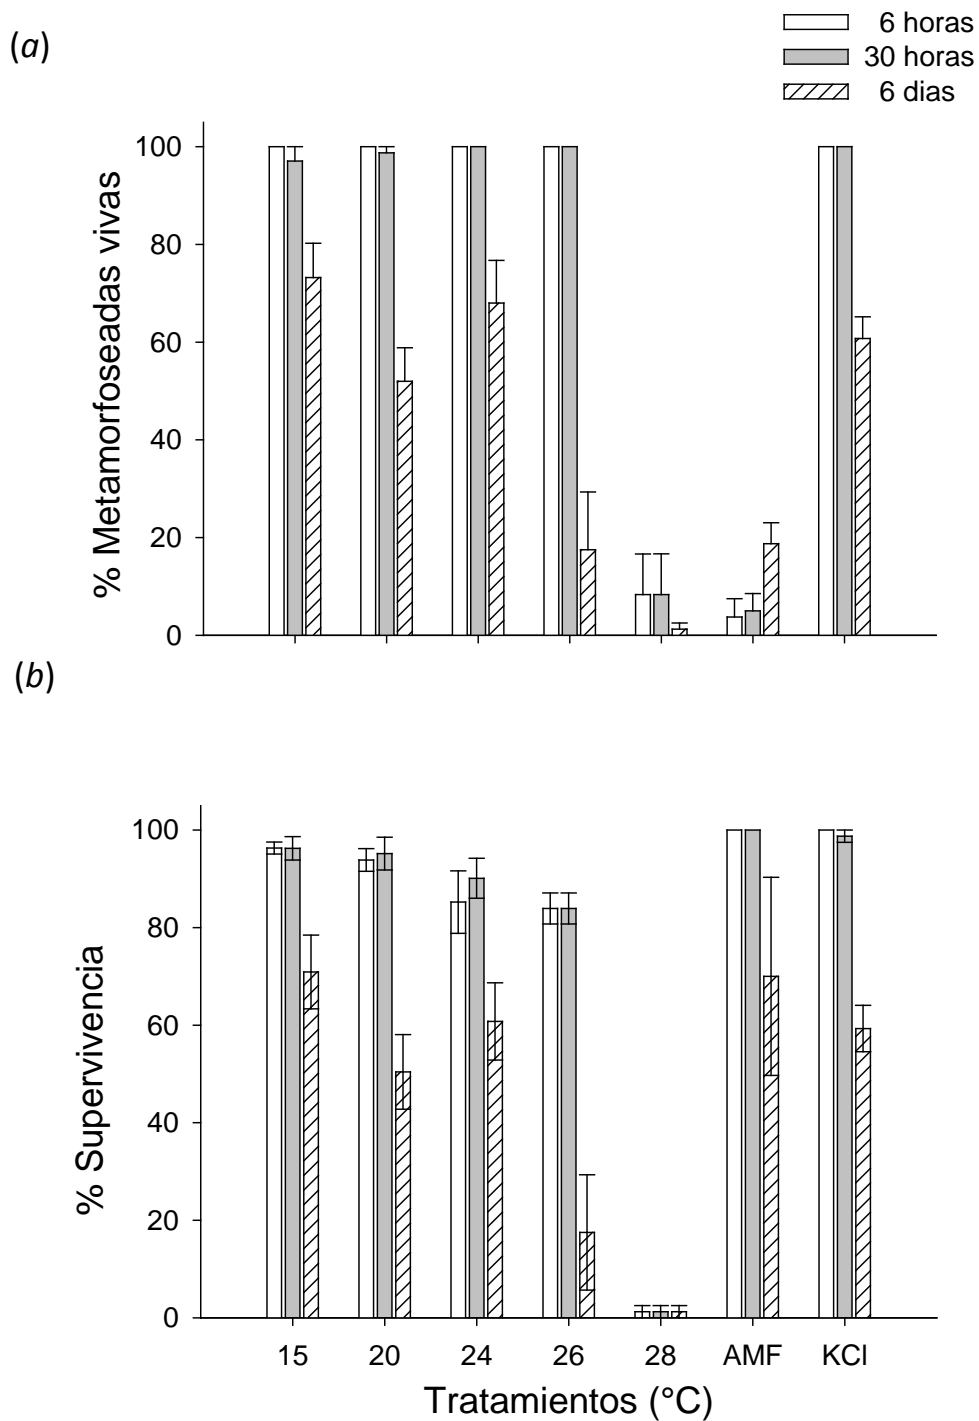 6 horas
(a)
30 horas
6 dias
100
80
60
40
20
0
% Metamorfoseadas vivas
(b)
100
80
60
40
20
0
% Supervivencia
15 20 24 26 28 AMF KCl
Tratamientos (°C)